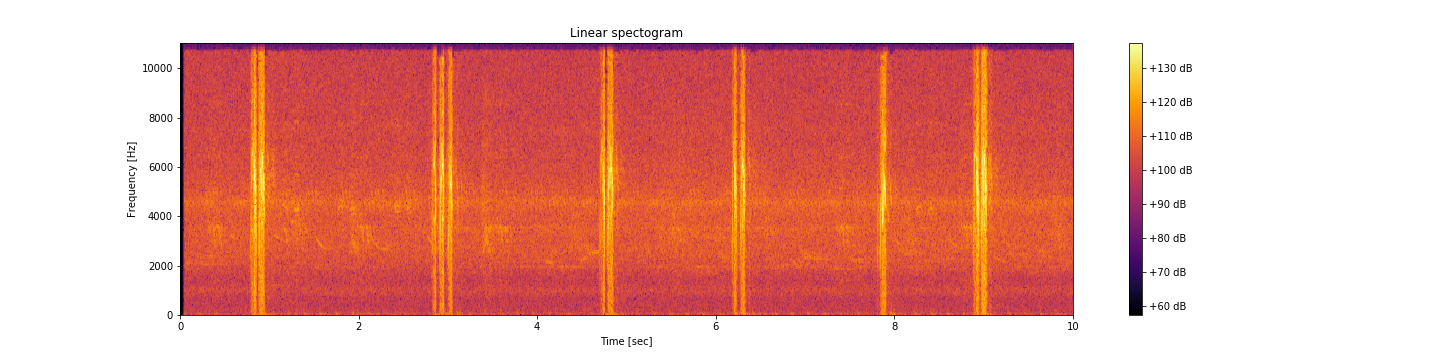 Linear spectogram
Frequency [Hz]
10000
8000
6000
4000
2000
0
0 2 4 6 8 10
Time [sec]
+130 dB
+120 dB
+110 dB
+100 dB
+90 dB
+80 dB
+70 dB
+60 dB